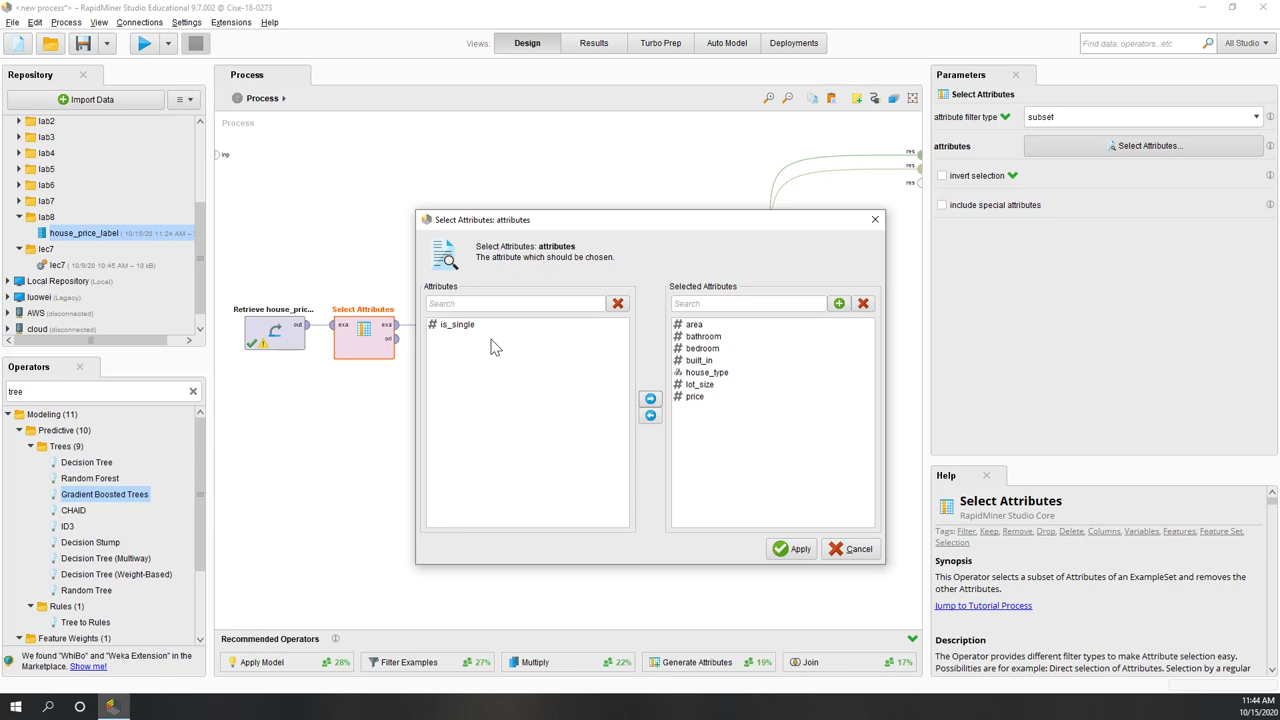 <new process*> – RapidMiner Studio Educational 9.7.002 @ Cise-18-0273
File Edit Process View Connections Settings Extensions Help
Views: Design Results Turbo Prep Auto Model Deployments
Find data, operators...etc All Studio
Repository
Import Data
lab2
lab3
lab4
lab5
lab6
lab7
lab8
house_price_label (10/15/20 11:24 AM –
lec7
lec7 (10/9/20 10:45 AM – 10 kB)
Local Repository (Local)
luowei (Legacy)
AWS (disconnected)
cloud (disconnected)
Operators
tree
Modeling (11)
Predictive (10)
Trees (9)
Decision Tree
Random Forest
Gradient Boosted Trees
CHAID
ID3
Decision Stump
Decision Tree (Multiway)
Decision Tree (Weight-Based)
Random Tree
Rules (1)
Tree to Rules
Feature Weights (1)
We found "WhiBo" and "Weka Extension" in the
Marketplace. Show me!
Process
Process
Process
inp
res
res
res
Retrieve house_pric...
out
Select Attributes
exa exa
ori
Select Attributes: attributes
Select Attributes: attributes
The attribute which should be chosen.
Attributes
Search
is_single
Selected Attributes
Search
area
bathroom
bedroom
built_in
house_type
lot_size
price
Apply Cancel
Recommended Operators
Apply Model 28% Filter Examples 27% Multiply 22% Generate Attributes 19% Join 17%
Parameters
Select Attributes
attribute filter type subset
attributes Select Attributes...
invert selection
include special attributes
Help
Select Attributes
RapidMiner Studio Core
Tags: Filter, Keep, Remove, Drop, Delete, Columns, Variables, Features, Feature Set,
Selection
Synopsis
This Operator selects a subset of Attributes of an ExampleSet and removes the
other Attributes.
Jump to Tutorial Process
Description
The Operator provides different filter types to make Attribute selection easy.
Possibilities are for example: Direct selection of Attributes. Selection by a regular
11:44 AM
10/15/2020